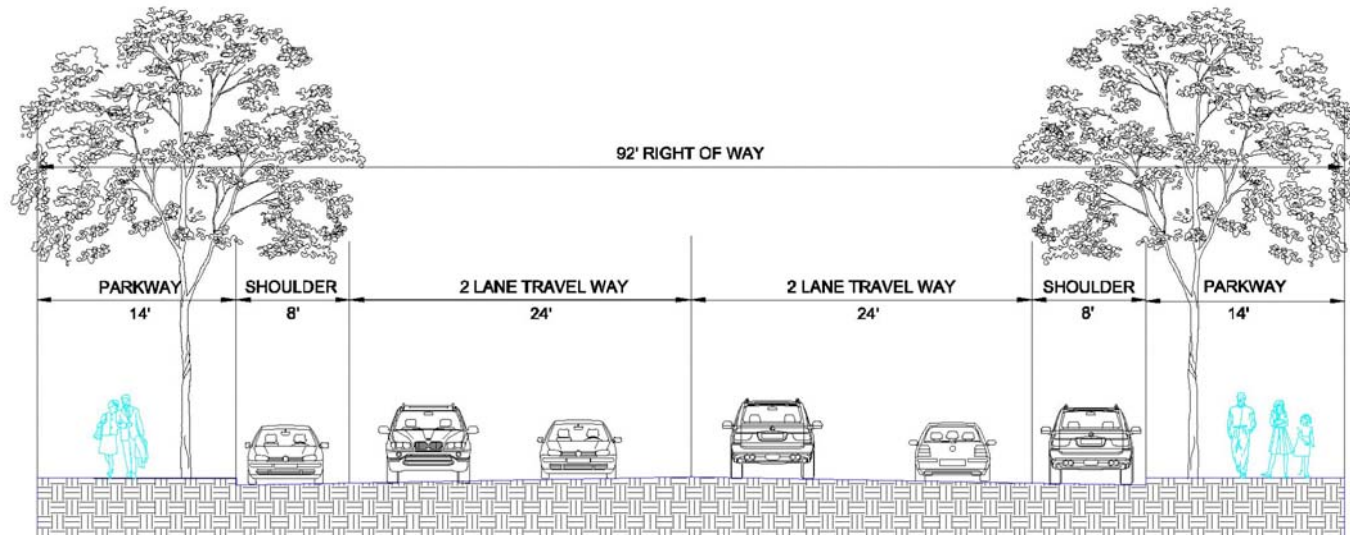 92' RIGHT OF WAY
PARKWAY
14'
SHOULDER
8'
2 LANE TRAVEL WAY
24'
2 LANE TRAVEL WAY
24'
SHOULDER
8'
PARKWAY
14'